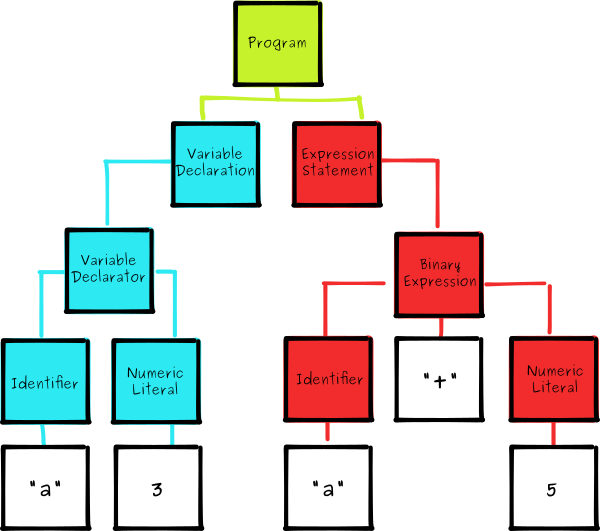 Program
Variable
Declaration
Expression
Statement
Variable
Declarator
Binary
Expression
Identifier
Numeric
Literal
Identifier
"+"
Numeric
Literal
"a"
3
"a"
5